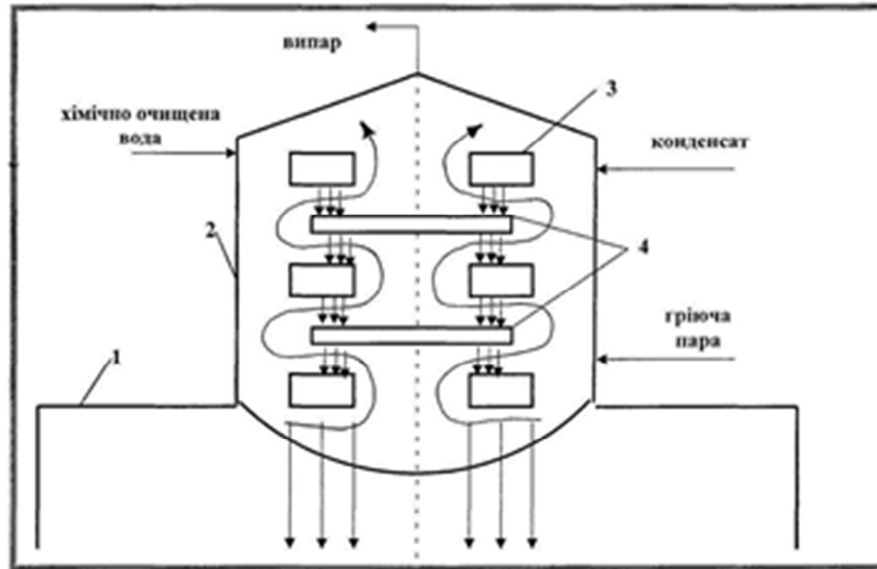 випар
3
хімічно очищена
вода
конденсат
2
4
гріюча
пара
1